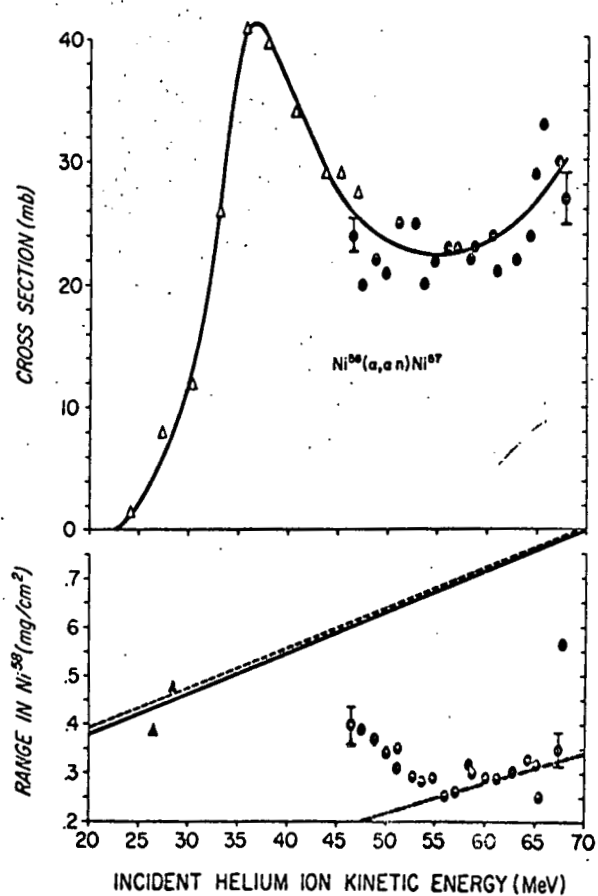 CROSS SECTION (mb)
40
30
20
10
0
Ni⁵⁸(α,αn)Ni⁵⁷
RANGE IN Ni⁵⁸(mg/cm²)
.7
.6
.5
.4
.3
.2
20 25 30 35 40 45 50 55 60 65 70
INCIDENT HELIUM ION KINETIC ENERGY (MeV)